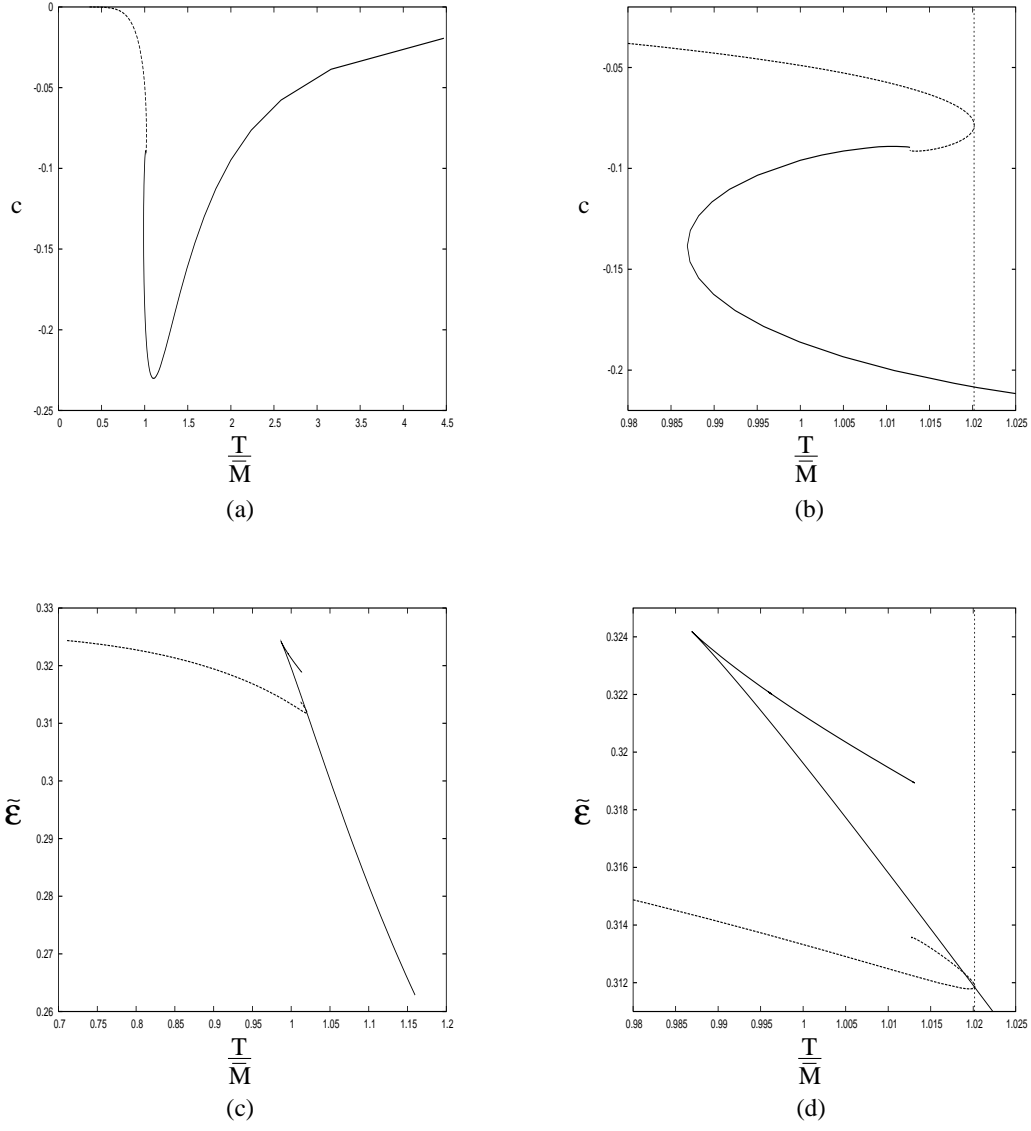 0
-0.05
-0.1
-0.15
-0.2
-0.25
c
0 0.5 1 1.5 2 2.5 3 3.5 4 4.5
T
M̅
(a)
-0.05
-0.1
-0.15
-0.2
c
0.98 0.985 0.99 0.995 1 1.005 1.01 1.015 1.02 1.025
T
M̅
(b)
0.33
0.32
0.31
0.3
0.29
0.28
0.27
0.26
ε̃
0.7 0.75 0.8 0.85 0.9 0.95 1 1.05 1.1 1.15 1.2
T
M̅
(c)
0.324
0.322
0.32
0.318
0.316
0.314
0.312
ε̃
0.98 0.985 0.99 0.995 1 1.005 1.01 1.015 1.02 1.025
T
M̅
(d)